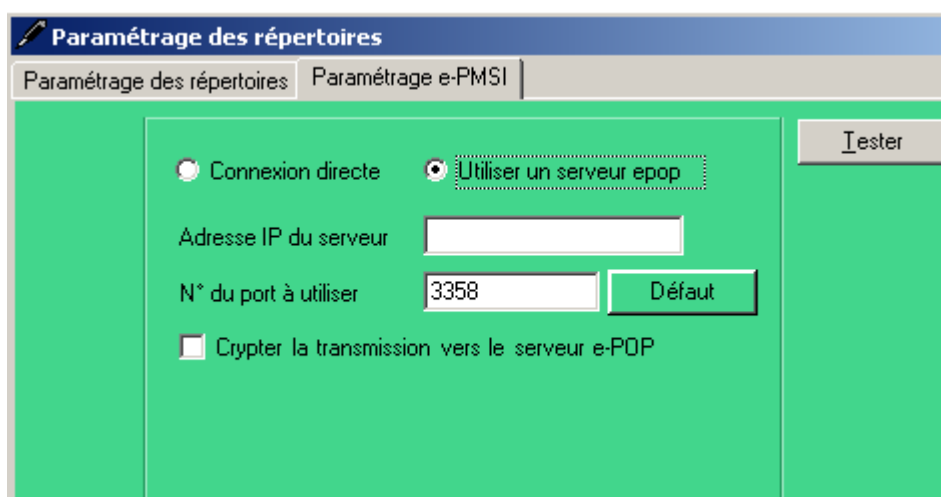 Paramétrage des répertoires
Paramétrage des répertoires Paramétrage e-PMSI
Tester
Connexion directe Utiliser un serveur epop
Adresse IP du serveur
N° du port à utiliser 3358 Défaut
Crypter la transmission vers le serveur e-POP